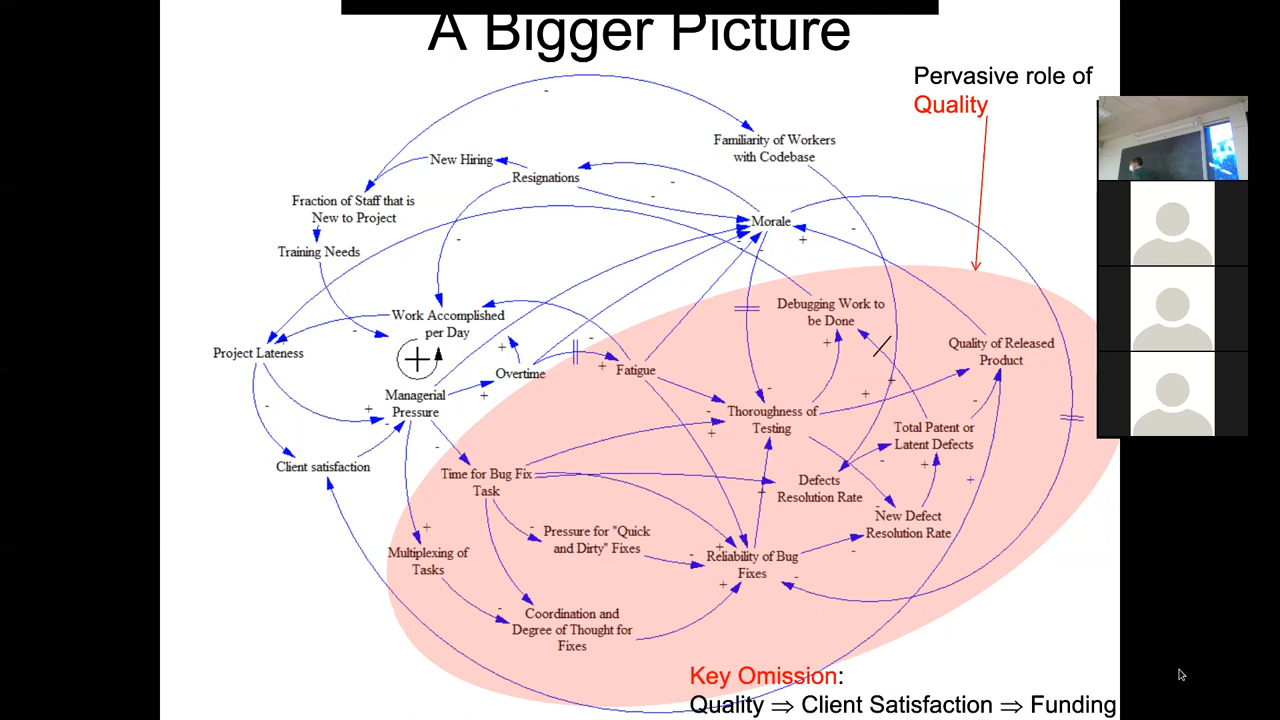 A Bigger Picture
Pervasive role of
Quality
Familiarity of Workers
with Codebase
New Hiring
Resignations
Fraction of Staff that is
New to Project
Morale
Training Needs
Debugging Work to
be Done
Work Accomplished
per Day
Project Lateness
Quality of Released
Product
Overtime
Fatigue
Managerial
Pressure
Thoroughness of
Testing
Total Patent or
Latent Defects
Client satisfaction
Time for Bug Fix
Task
Defects
Resolution Rate
New Defect
Resolution Rate
Pressure for "Quick
and Dirty" Fixes
Multiplexing of
Tasks
Reliability of Bug
Fixes
Coordination and
Degree of Thought for
Fixes
Key Omission:
Quality ⇒ Client Satisfaction ⇒ Funding